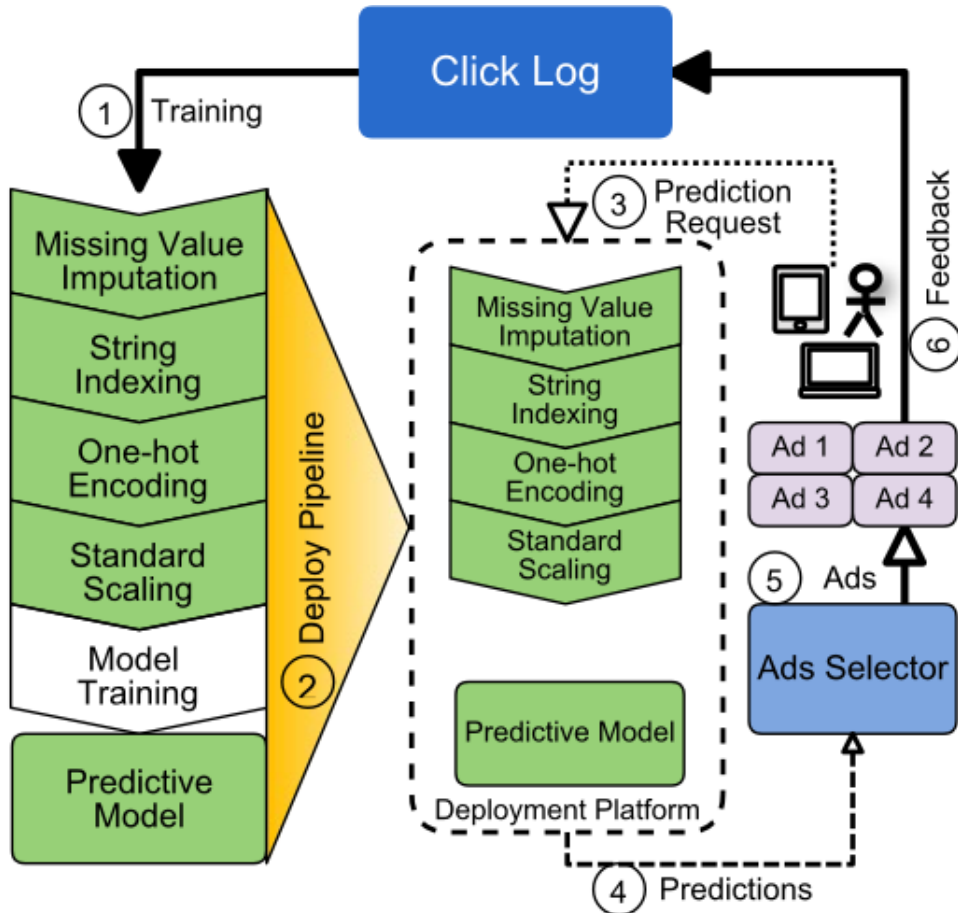 Click Log
1 Training
3 Prediction
Request
6 Feedback
Missing Value
Imputation
String
Indexing
One-hot
Encoding
Standard
Scaling
Model
Training
Predictive
Model
2 Deploy Pipeline
Missing Value
Imputation
String
Indexing
One-hot
Encoding
Standard
Scaling
Predictive Model
Deployment Platform
4 Predictions
Ad 1
Ad 2
Ad 3
Ad 4
5 Ads
Ads Selector